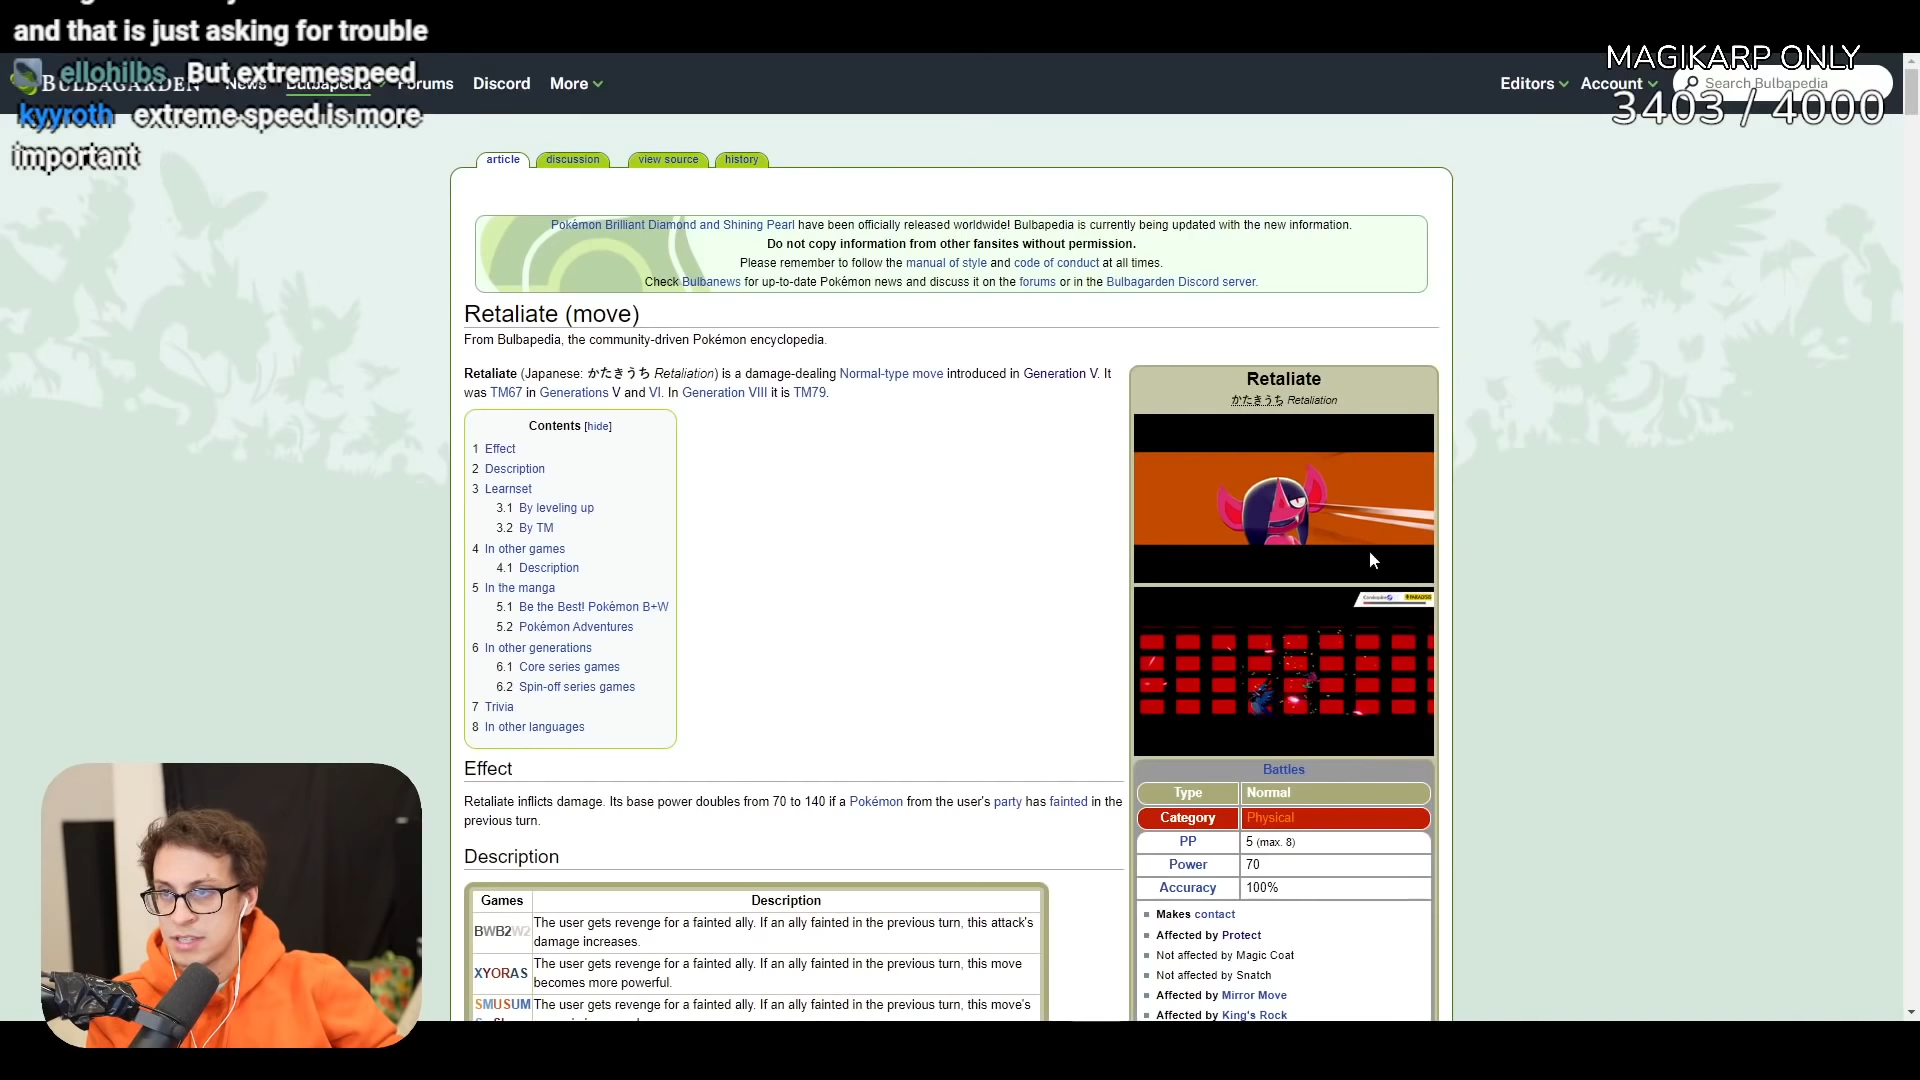 and that is just asking for trouble
ellohilbs But extremespeed
kyyroth extreme speed is more
important
BULBAGARDEN News Bulbapedia Forums Discord More
Editors Account Search Bulbapedia
MAGIKARP ONLY
3403 / 4000
article discussion view source history
Pokémon Brilliant Diamond and Shining Pearl have been officially released worldwide! Bulbapedia is currently being updated with the new information.
Do not copy information from other fansites without permission.
Please remember to follow the manual of style and code of conduct at all times.
Check Bulbanews for up-to-date Pokémon news and discuss it on the forums or in the Bulbagarden Discord server.
Retaliate (move)
From Bulbapedia, the community-driven Pokémon encyclopedia.
Retaliate (Japanese: かたきうち Retaliation) is a damage-dealing Normal-type move introduced in Generation V. It
was TM67 in Generations V and VI. In Generation VIII it is TM79.
Contents [hide]
1 Effect
2 Description
3 Learnset
3.1 By leveling up
3.2 By TM
4 In other games
4.1 Description
5 In the manga
5.1 Be the Best! Pokémon B+W
5.2 Pokémon Adventures
6 In other generations
6.1 Core series games
6.2 Spin-off series games
7 Trivia
8 In other languages
Effect
Retaliate inflicts damage. Its base power doubles from 70 to 140 if a Pokémon from the user's party has fainted in the
previous turn.
Description
Games Description
BWB2W2 The user gets revenge for a fainted ally. If an ally fainted in the previous turn, this attack's
damage increases.
XYORAS The user gets revenge for a fainted ally. If an ally fainted in the previous turn, this move
becomes more powerful.
SMUSUM The user gets revenge for a fainted ally. If an ally fainted in the previous turn, this move's
Retaliate
かたきうち Retaliation
Battles
Type Normal
Category Physical
PP 5 (max. 8)
Power 70
Accuracy 100%
Makes contact
Affected by Protect
Not affected by Magic Coat
Not affected by Snatch
Affected by Mirror Move
Affected by King's Rock